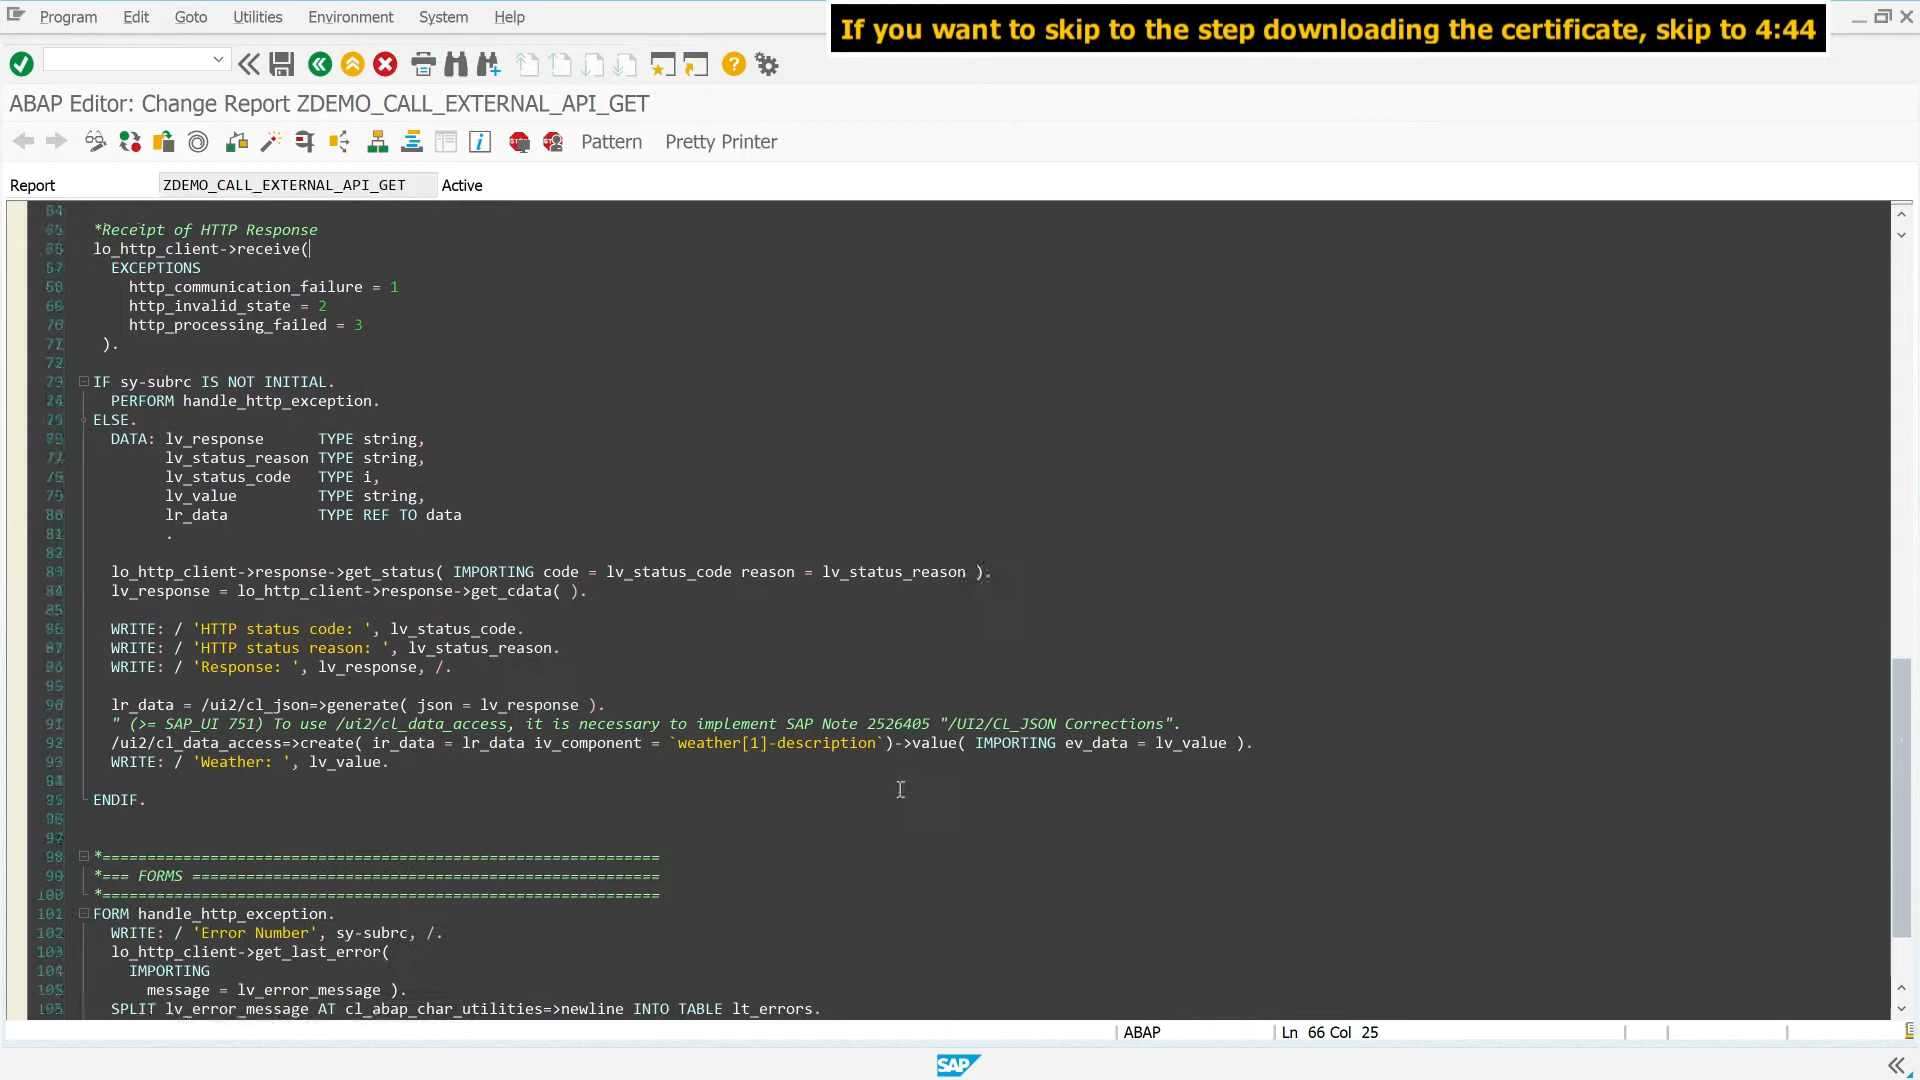 Program Edit Goto Utilities Environment System Help
If you want to skip to the step downloading the certificate, skip to 4:44
ABAP Editor: Change Report ZDEMO_CALL_EXTERNAL_API_GET
Pattern Pretty Printer
Report ZDEMO_CALL_EXTERNAL_API_GET Active
*Receipt of HTTP Response
lo_http_client->receive(
EXCEPTIONS
http_communication_failure = 1
http_invalid_state = 2
http_processing_failed = 3
).
IF sy-subrc IS NOT INITIAL.
PERFORM handle_http_exception.
ELSE.
DATA: lv_response TYPE string,
lv_status_reason TYPE string,
lv_status_code TYPE i,
lv_value TYPE string,
lr_data TYPE REF TO data
.
lo_http_client->response->get_status( IMPORTING code = lv_status_code reason = lv_status_reason ).
lv_response = lo_http_client->response->get_cdata( ).
WRITE: / 'HTTP status code: ', lv_status_code.
WRITE: / 'HTTP status reason: ', lv_status_reason.
WRITE: / 'Response: ', lv_response, /.
lr_data = /ui2/cl_json=>generate( json = lv_response ).
" (>= SAP_UI 751) To use /ui2/cl_data_access, it is necessary to implement SAP Note 2526405 "/UI2/CL_JSON Corrections".
/ui2/cl_data_access=>create( ir_data = lr_data iv_component = `weather[1]-description`)->value( IMPORTING ev_data = lv_value ).
WRITE: / 'Weather: ', lv_value.
ENDIF.
*==============================================================
*=== FORMS ====================================================
*==============================================================
FORM handle_http_exception.
WRITE: / 'Error Number', sy-subrc, /.
lo_http_client->get_last_error(
IMPORTING
message = lv_error_message ).
SPLIT lv_error_message AT cl_abap_char_utilities=>newline INTO TABLE lt_errors.
ABAP Ln 66 Col 25
SAP